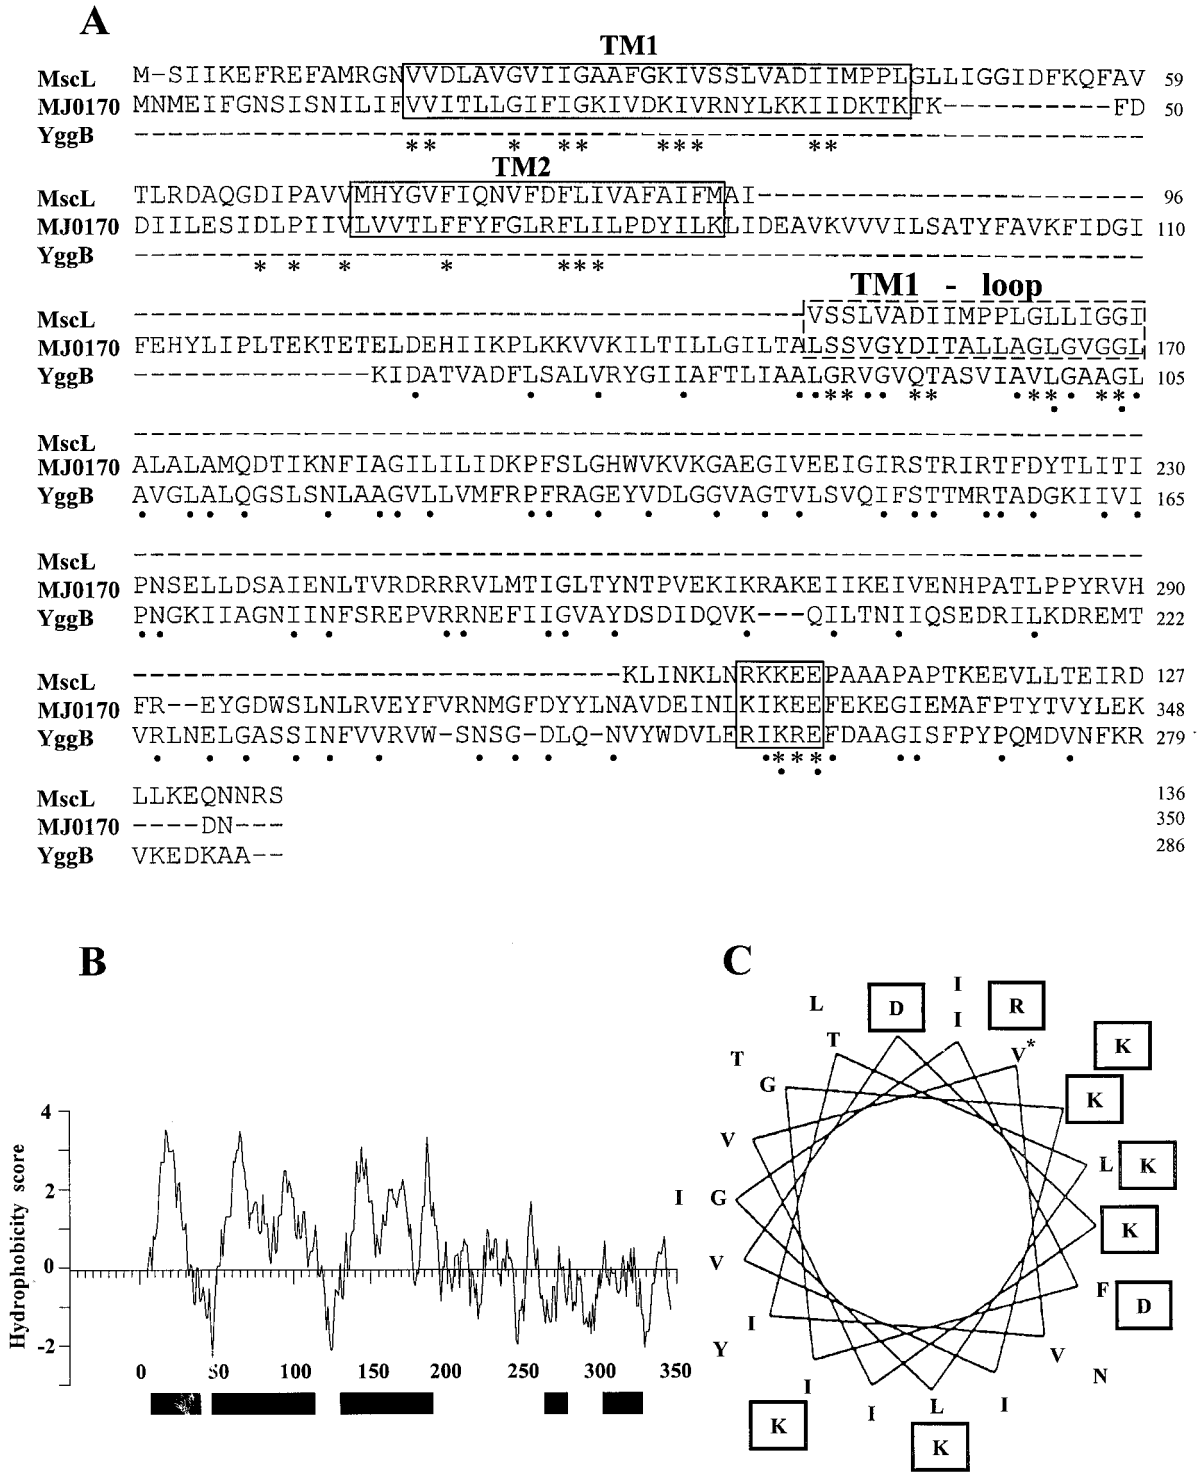 A
TM1
MscL M-SIIKEFREFAMRGNVVDLAVGVIIGAAFGKIVSSLVADIIMPPLGLLIGGIDFKQFAV 59
MJ0170 MNMEIFGNSISNILIFVVITLLGIFIGKIVDKIVRNYLKKIIDKTKTK----------FD 50
YggB ------------------------------------------------------------
** * ** *** **
TM2
MscL TLRDAQGDIPAVVMHYGVFIQNVFDFLIVAFAIFMAI----------------------- 96
MJ0170 DIILESIDLPIIVLVVTLFFYFGLRFLILPDYILKLIDEAVKVVVILSATYFAVKFIDGI 110
YggB ------------------------------------------------------------
* * * * ***
TM1 - loop
MscL ----------------------------------------VSSLVADIIMPPLGLLIGGI
MJ0170 FEHYLIPLTEKTETELDEHIIKPLKKVVKILTILLGILTALSSVGYDITALLAGLGVGGL 170
YggB --------------KIDATVADFLSALVRYGIIAFTLIAALGRVGVQTASVIAVLGAAGL 105
• • • • ••**•• ** •**• **•
• •
MscL ------------------------------------------------------------
MJ0170 ALALAMQDTIKNFIAGILILIDKPFSLGHWVKVKGAEGIVEEIGIRSTRIRTFDYTLITI 230
YggB AVGLALQGSLSNLAAGVLLVMFRPFRAGEYVDLGGVAGTVLSVQIFSTTMRTADGKIIVI 165
• •• • • •• • •• • • • • • • •• •• • • •
MscL ------------------------------------------------------------
MJ0170 PNSELLDSAIENLTVRDRRRVLMTIGLTYNTPVEKIKRAKEIIKEIVENHPATLPPYRVH 290
YggB PNGKIIAGNIINFSREPVRRNEFIIGVAYDSDIDQVK---QILTNIIQSEDRILKDREMT 222
•• • • •• •• • • • • •
MscL -----------------------------KLINKLNRKKEEPAAAPAPTKEEVLLTEIRD 127
MJ0170 FR--EYGDWSLNLRVEYFVRNMGFDYYLNAVDEINIKIKEEFEKEGIEMAFPTYTVYLEK 348
YggB VRLNELGASSINFVVRVW-SNSG-DLQ-NVYWDVLERIKREFDAAGISFPYPQMDVNFKR 279
• • • • • • • • • •***• •• • •
• •
MscL LLKEQNNRS 136
MJ0170 ----DN--- 350
YggB VKEDKAA-- 286
B
Hydrophobicity score
4
2
0
-2
0 50 100 150 200 250 300 350
C
I
L D R
I
T V* K
T
G K
V L K
I G K
V F D
I
Y V N
I
I L I
K K